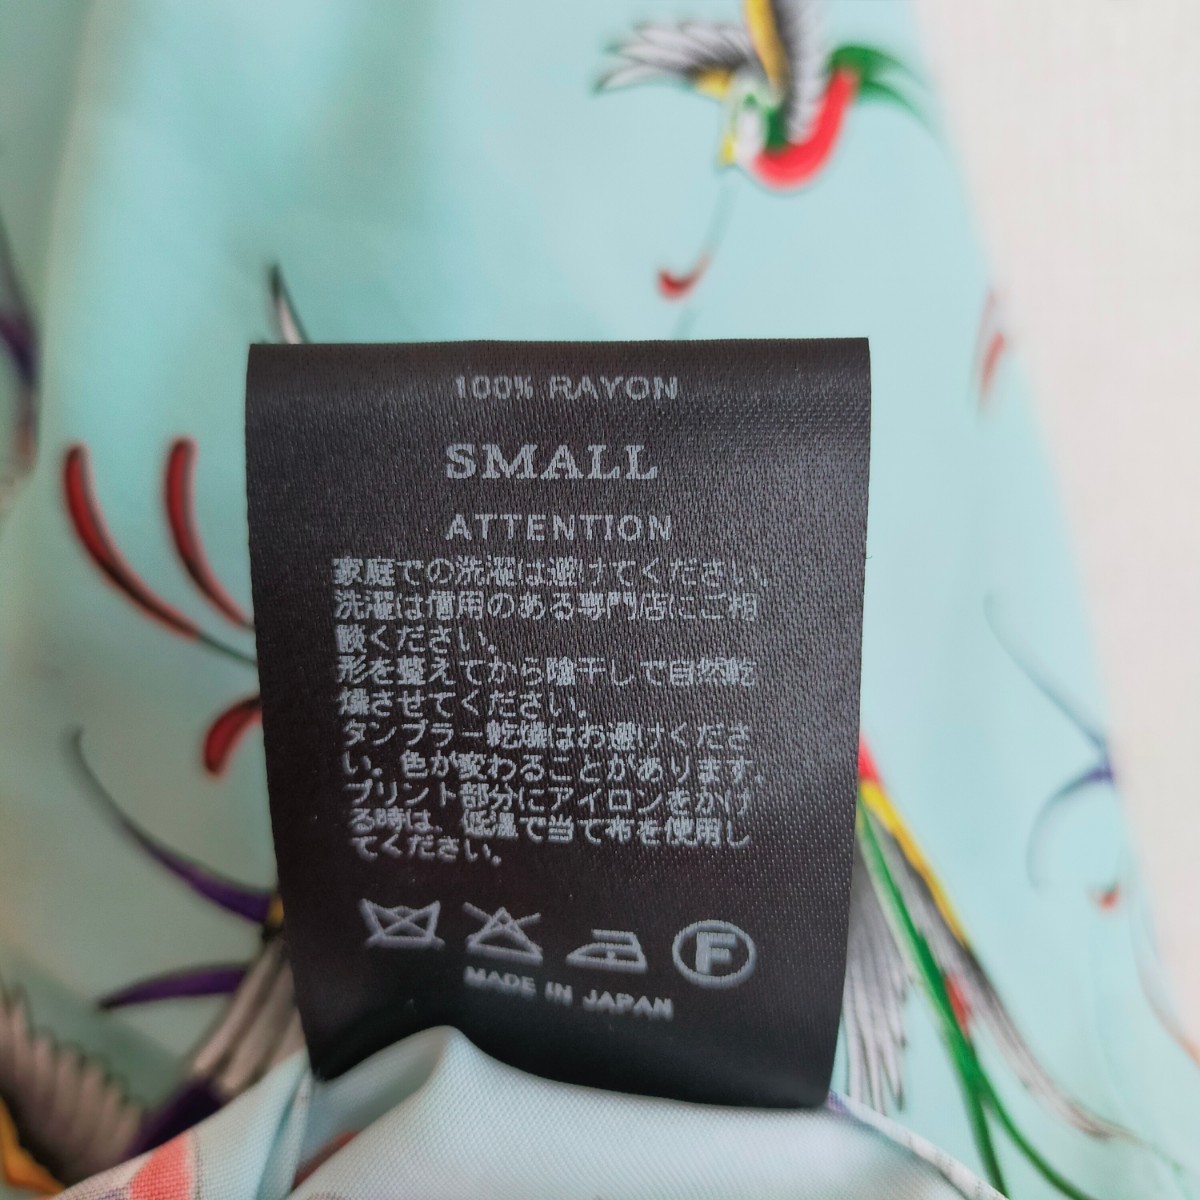 100% RAYON
SMALL
ATTENTION
家庭での洗濯は避けてください。
洗濯は信用のある専門店にご相
談ください。
形を整えてから陰干しで自然乾
燥させてください。
タンブラー乾燥はお避けくださ
い。色が変わることがあります。
プリント部分にアイロンをかけ
る時は、低温で当て布を使用し
てください。
F
MADE IN JAPAN